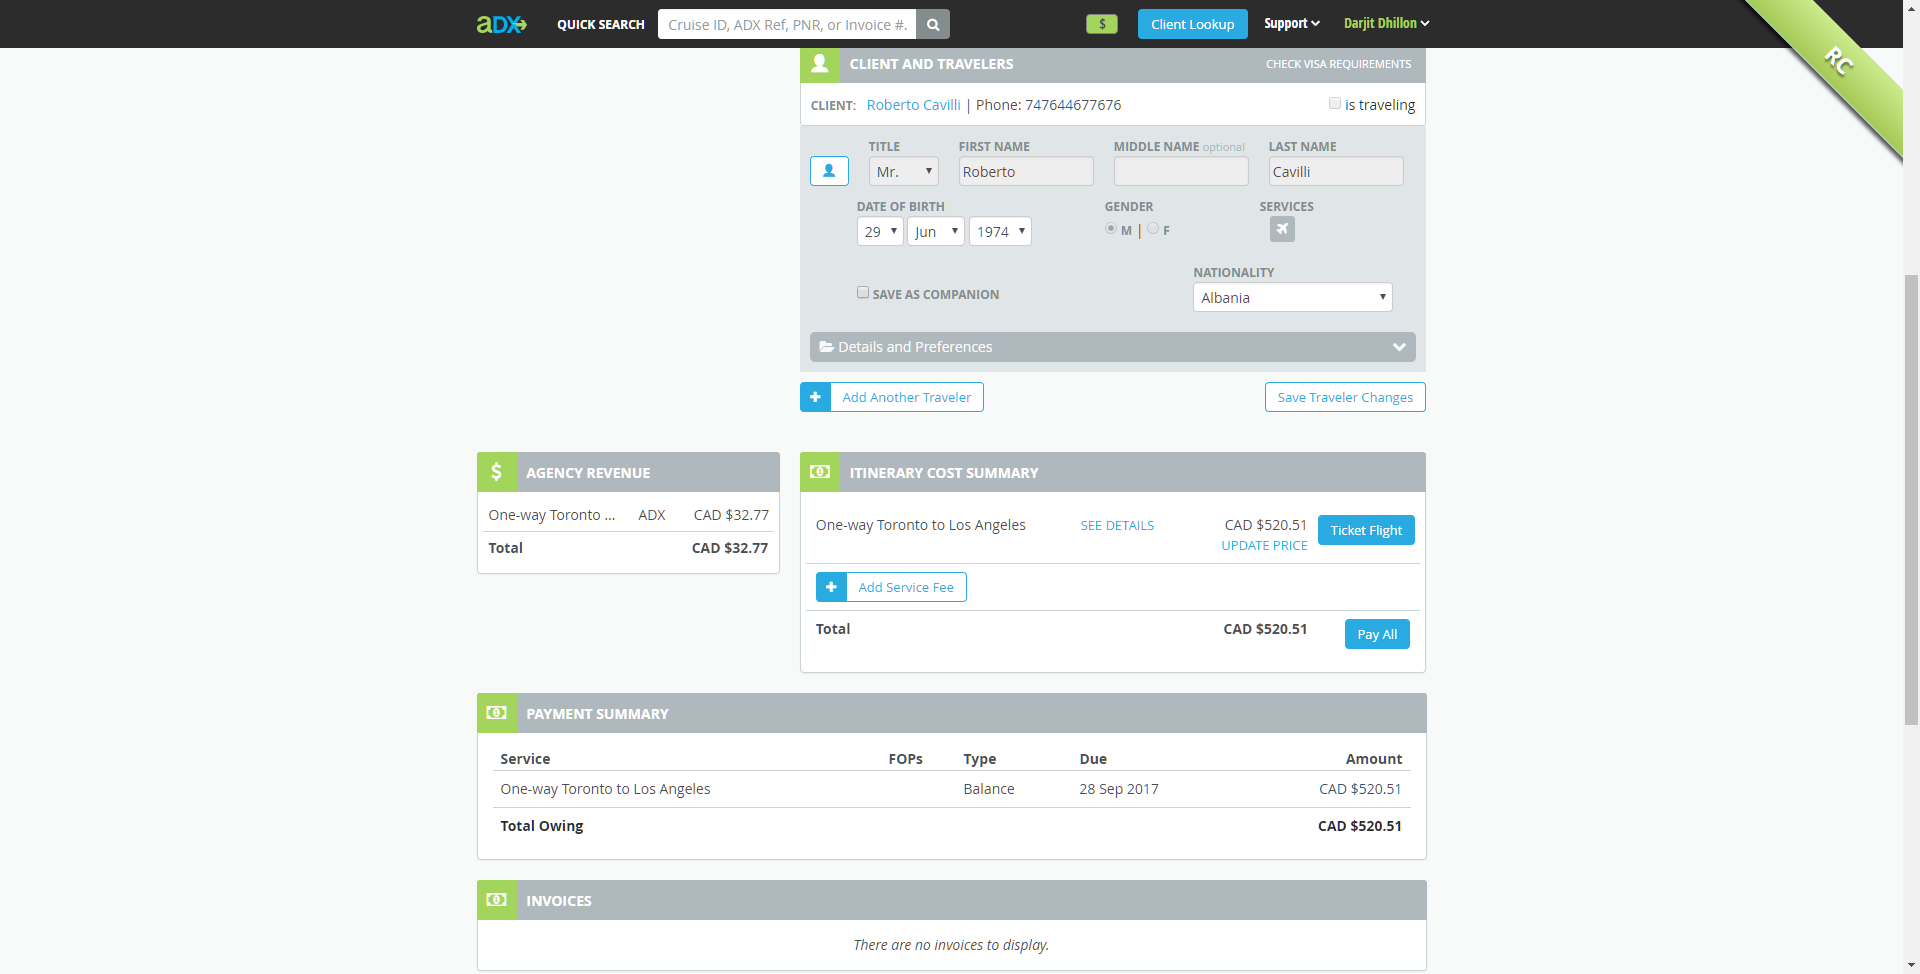 aDX QUICK SEARCH Cruise ID, ADX Ref, PNR, or Invoice #. $ Client Lookup Support Darjit Dhillon
RC
CLIENT AND TRAVELERS CHECK VISA REQUIREMENTS
CLIENT: Roberto Cavilli | Phone: 747644677676 is traveling
TITLE FIRST NAME MIDDLE NAME optional LAST NAME
Mr. Roberto Cavilli
DATE OF BIRTH GENDER SERVICES
29 Jun 1974 M | F
NATIONALITY
SAVE AS COMPANION Albania
Details and Preferences
Add Another Traveler Save Traveler Changes
$ AGENCY REVENUE
One-way Toronto ... ADX CAD $32.77
Total CAD $32.77
ITINERARY COST SUMMARY
One-way Toronto to Los Angeles SEE DETAILS CAD $520.51 Ticket Flight
UPDATE PRICE
Add Service Fee
Total CAD $520.51 Pay All
PAYMENT SUMMARY
Service FOPs Type Due Amount
One-way Toronto to Los Angeles Balance 28 Sep 2017 CAD $520.51
Total Owing CAD $520.51
INVOICES
There are no invoices to display.